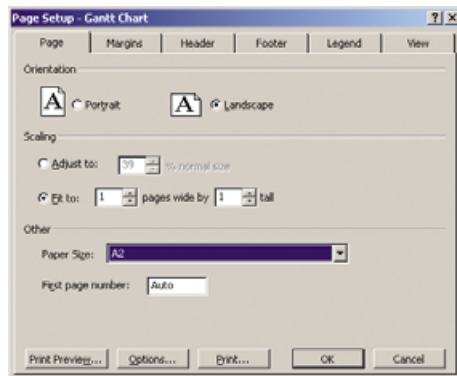 Page Setup - Gantt Chart
Page Margins Header Footer Legend View
Orientation
A Portrait A Landscape
Scaling
Adjust to: 39 % normal size
Fit to: 1 pages wide by 1 tall
Other
Paper Size: A2
First page number: Auto
Print Preview... Options... Print... OK Cancel